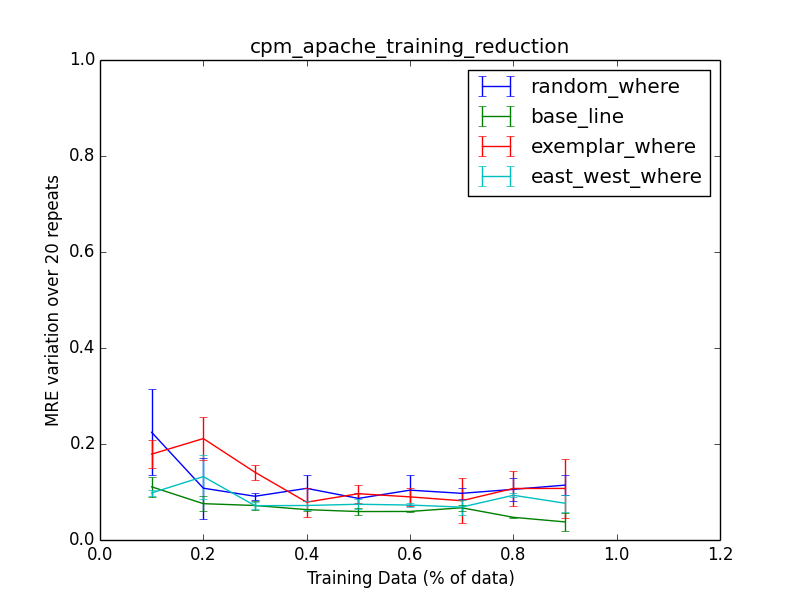 cpm_apache_training_reduction
1.0
0.8
0.6
0.4
0.2
0.0
MRE variation over 20 repeats
random_where
base_line
exemplar_where
east_west_where
0.0 0.2 0.4 0.6 0.8 1.0 1.2
Training Data (% of data)